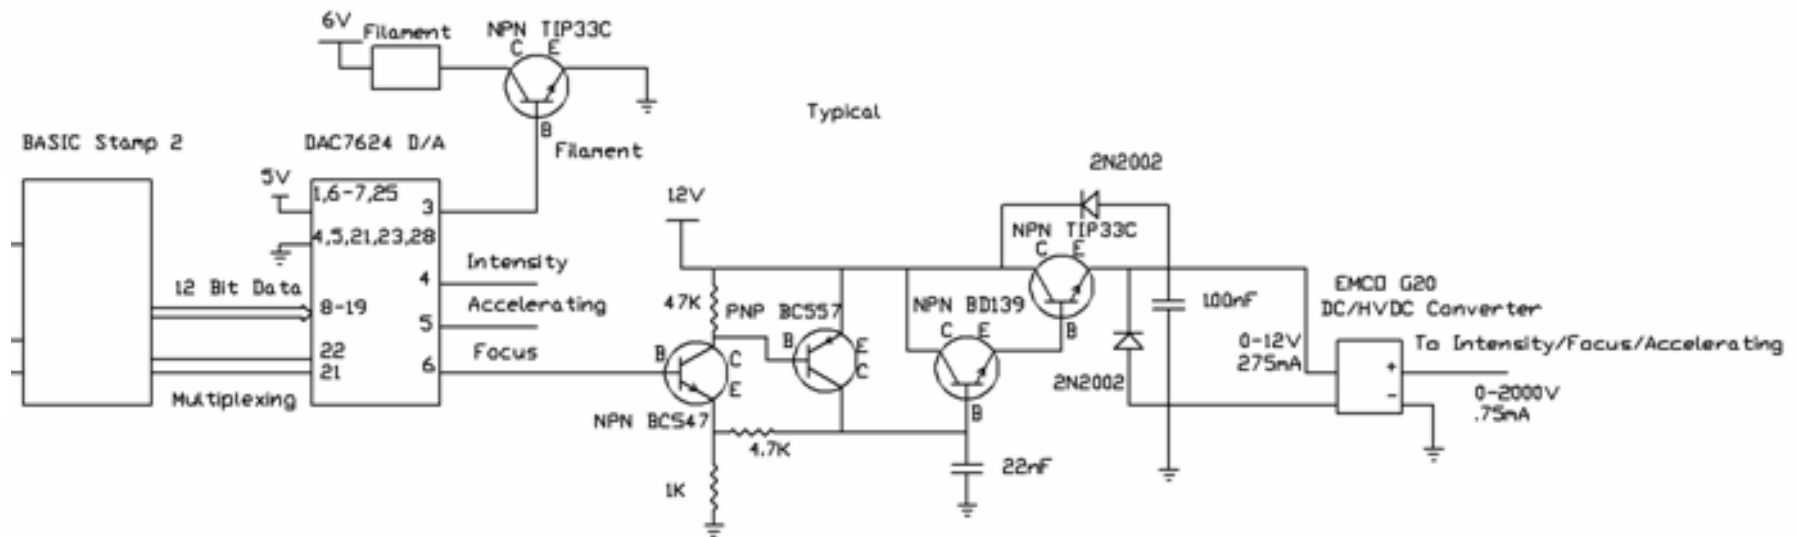 6V
Filament
NPN TIP33C
C E
B
Filament
Typical
BASIC Stamp 2
DAC7624 D/A
5V
1,6-7,25
3
4,5,21,23,28
4
Intensity
12 Bit Data
8-19
5
Accelerating
22
21
6
Focus
Multiplexing
12V
47K
PNP BC557
B
C
E
NPN BC547
B
E
C
4.7K
1K
2N2002
NPN TIP33C
C E
B
NPN BD139
C E
B
22nF
100nF
2N2002
EMCO G20
DC/HVDC Converter
0-12V
275mA
+
-
To Intensity/Focus/Accelerating
0-2000V
.75mA